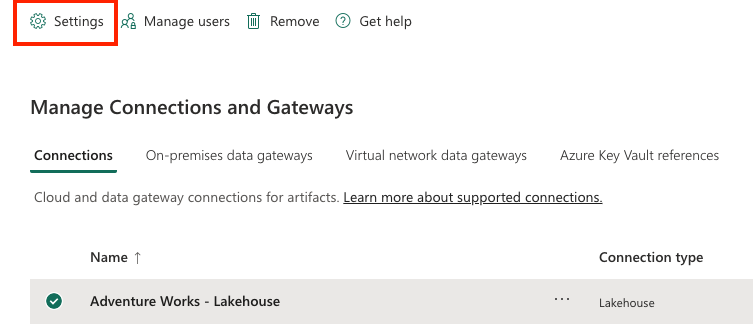 Settings Manage users Remove Get help
Manage Connections and Gateways
Connections On-premises data gateways Virtual network data gateways Azure Key Vault references
Cloud and data gateway connections for artifacts. Learn more about supported connections.
Name ↑ Connection type
Adventure Works - Lakehouse ... Lakehouse